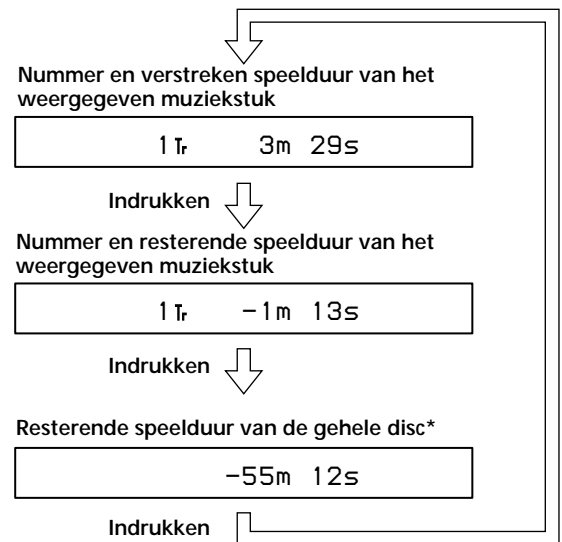 Nummer en verstreken speelduur van het
weergegeven muziekstuk
1 Tr 3m 29s
Indrukken
Nummer en resterende speelduur van het
weergegeven muziekstuk
1 Tr -1m 13s
Indrukken
Resterende speelduur van de gehele disc*
-55m 12s
Indrukken